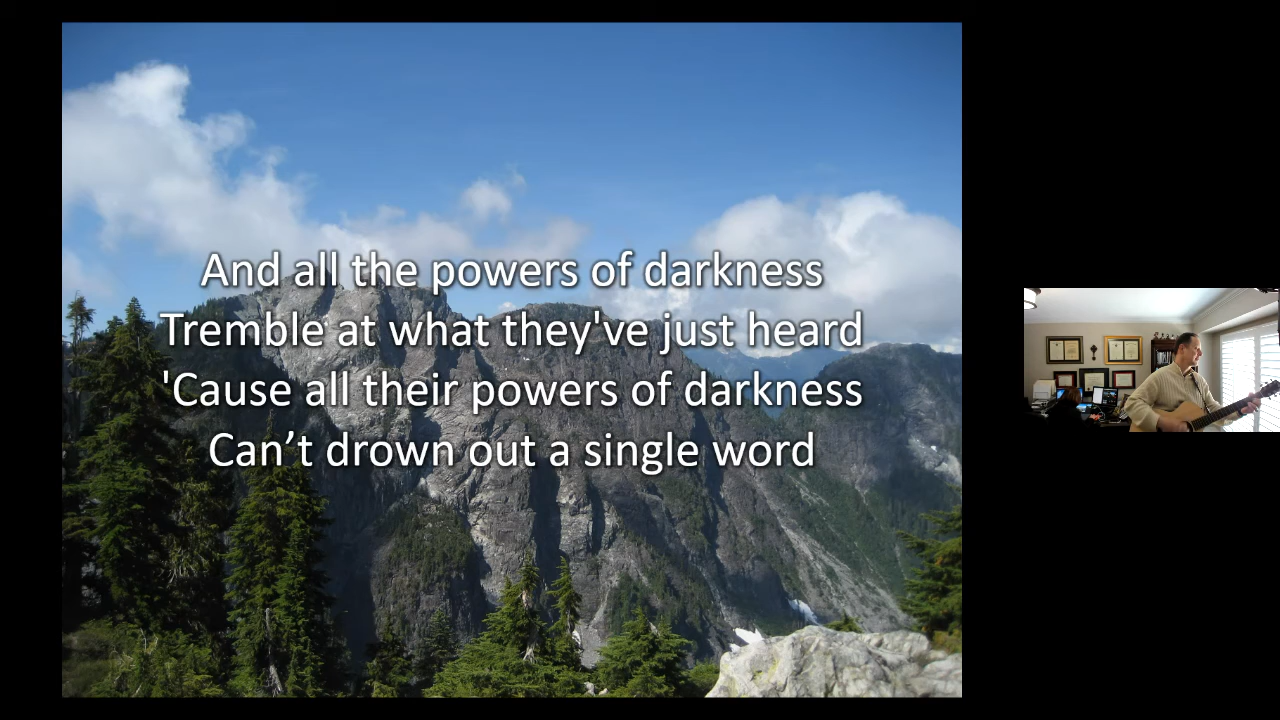 And all the powers of darkness
Tremble at what they've just heard
'Cause all their powers of darkness
Can’t drown out a single word